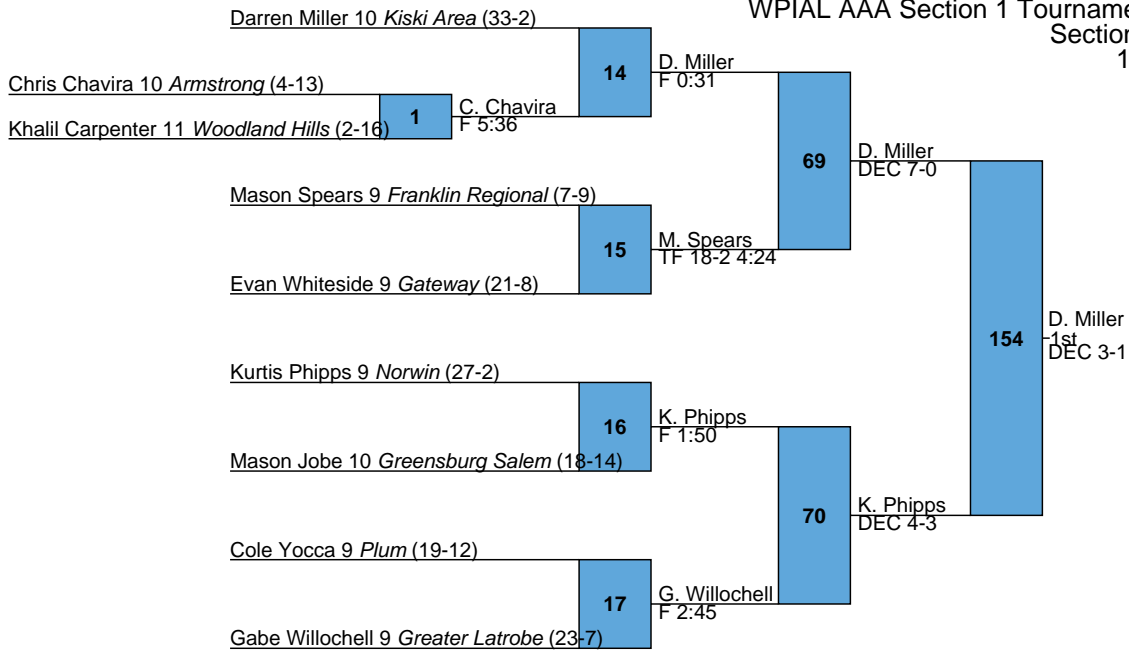 WPIAL AAA Section 1 Tourname
Section
1
Darren Miller 10 Kiski Area (33-2)
14
D. Miller
F 0:31
Chris Chavira 10 Armstrong (4-13)
1
C. Chavira
F 5:36
Khalil Carpenter 11 Woodland Hills (2-16)
69
D. Miller
DEC 7-0
Mason Spears 9 Franklin Regional (7-9)
15
M. Spears
TF 18-2 4:24
Evan Whiteside 9 Gateway (21-8)
154
D. Miller
1st
DEC 3-1
Kurtis Phipps 9 Norwin (27-2)
16
K. Phipps
F 1:50
Mason Jobe 10 Greensburg Salem (18-14)
70
K. Phipps
DEC 4-3
Cole Yocca 9 Plum (19-12)
17
G. Willochell
F 2:45
Gabe Willochell 9 Greater Latrobe (23-7)